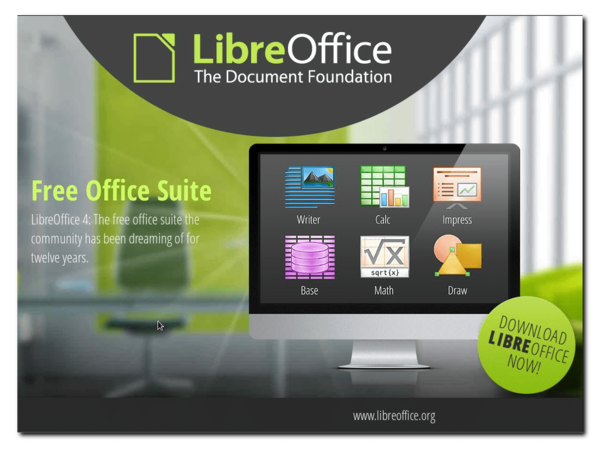 LibreOffice
The Document Foundation
Free Office Suite
LibreOffice 4: The free office suite the
community has been dreaming of for
twelve years.
Writer
Calc
Impress
Base
√x
sqrt{x}
Math
Draw
DOWNLOAD
LIBREOFFICE
NOW!
www.libreoffice.org